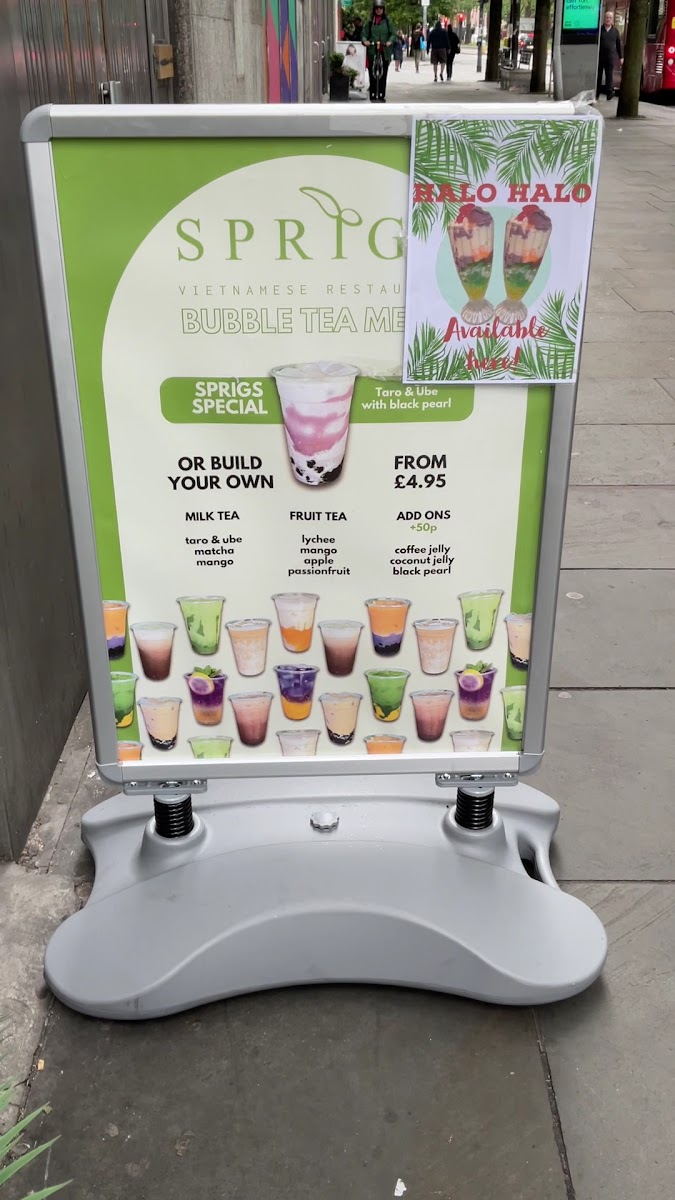 SPRIG
VIETNAMESE RESTAU
BUBBLE TEA ME
HALO HALO
Available
here!
SPRIGS
SPECIAL
Taro & Ube
with black pearl
OR BUILD
YOUR OWN
FROM
£4.95
MILK TEA
taro & ube
matcha
mango
FRUIT TEA
lychee
mango
apple
passionfruit
ADD ONS
+50p
coffee jelly
coconut jelly
black pearl